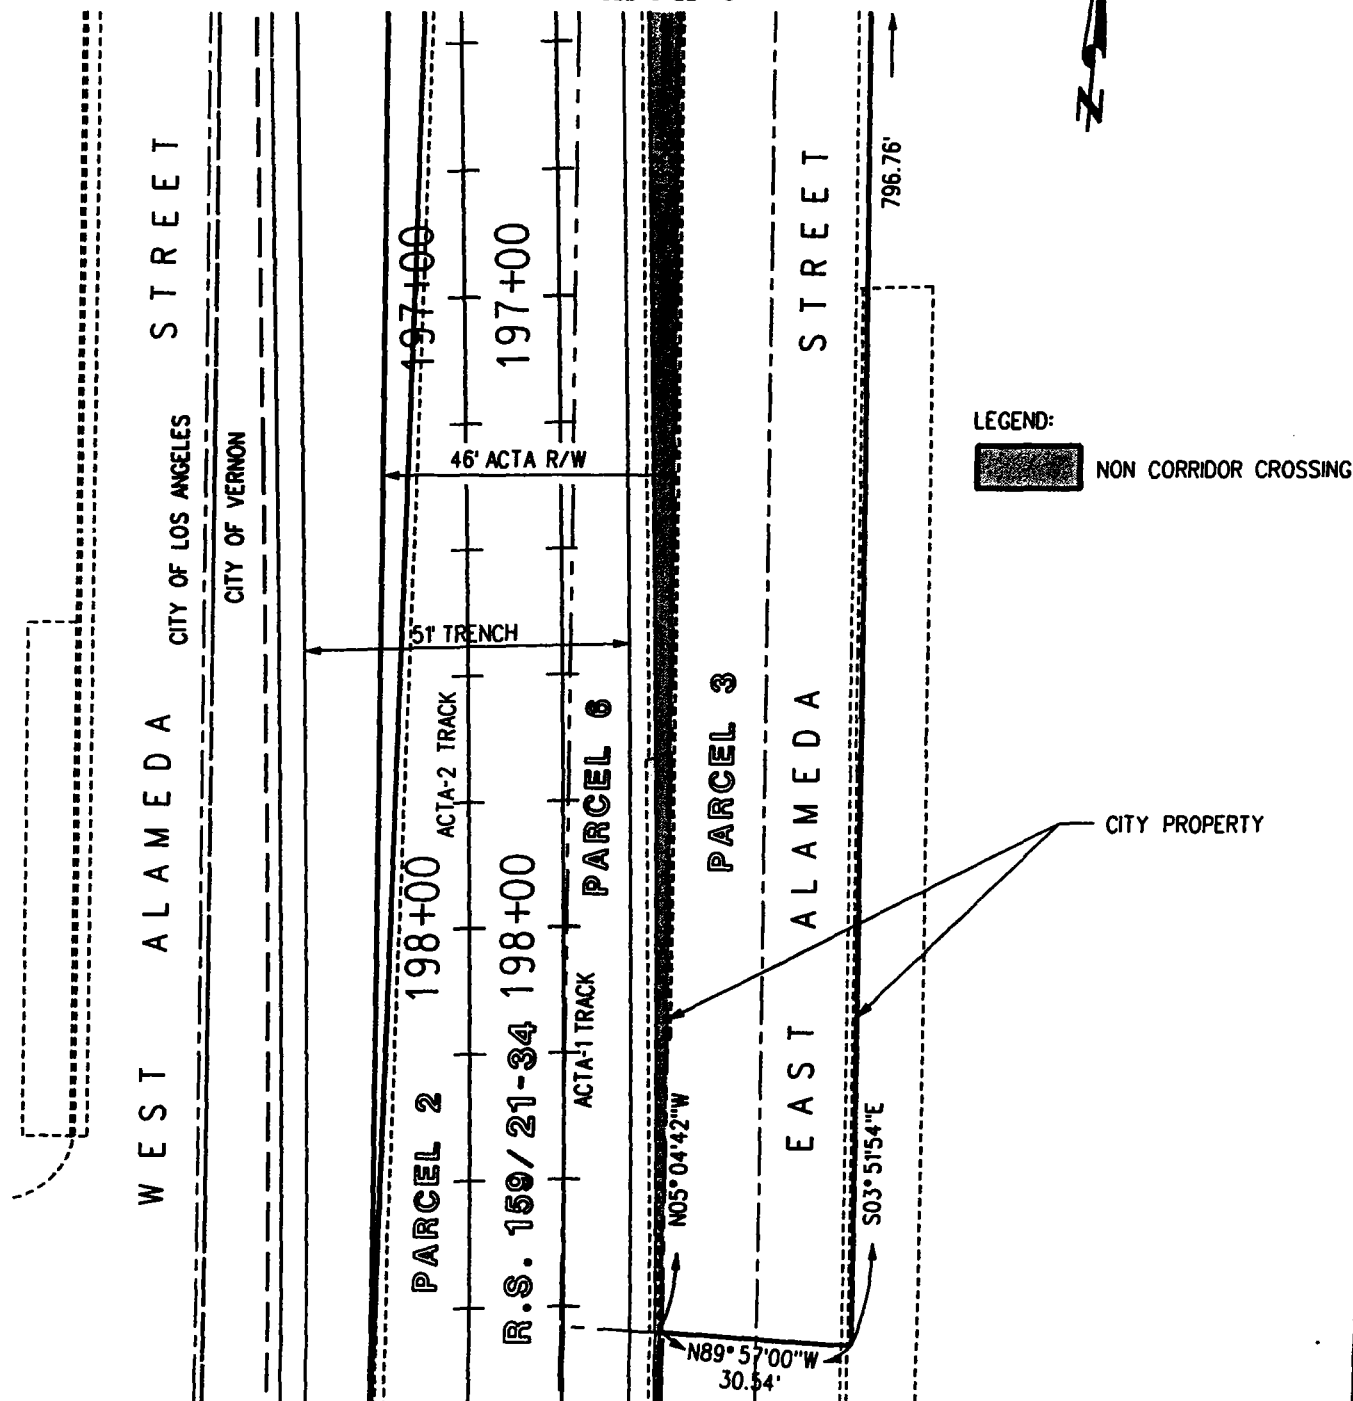 N
796.76'
WEST ALAMEDA STREET
CITY OF LOS ANGELES
CITY OF VERNON
197+00
197+00
EAST ALAMEDA STREET
LEGEND:
NON CORRIDOR CROSSING
46' ACTA R/W
51' TRENCH
ACTA-2 TRACK
PARCEL 6
PARCEL 3
CITY PROPERTY
198+00
198+00
ACTA-1 TRACK
PARCEL 2
R.S. 159/21-34
N05°04'42"W
S03°51'54"E
N89°57'00"W
30.54'